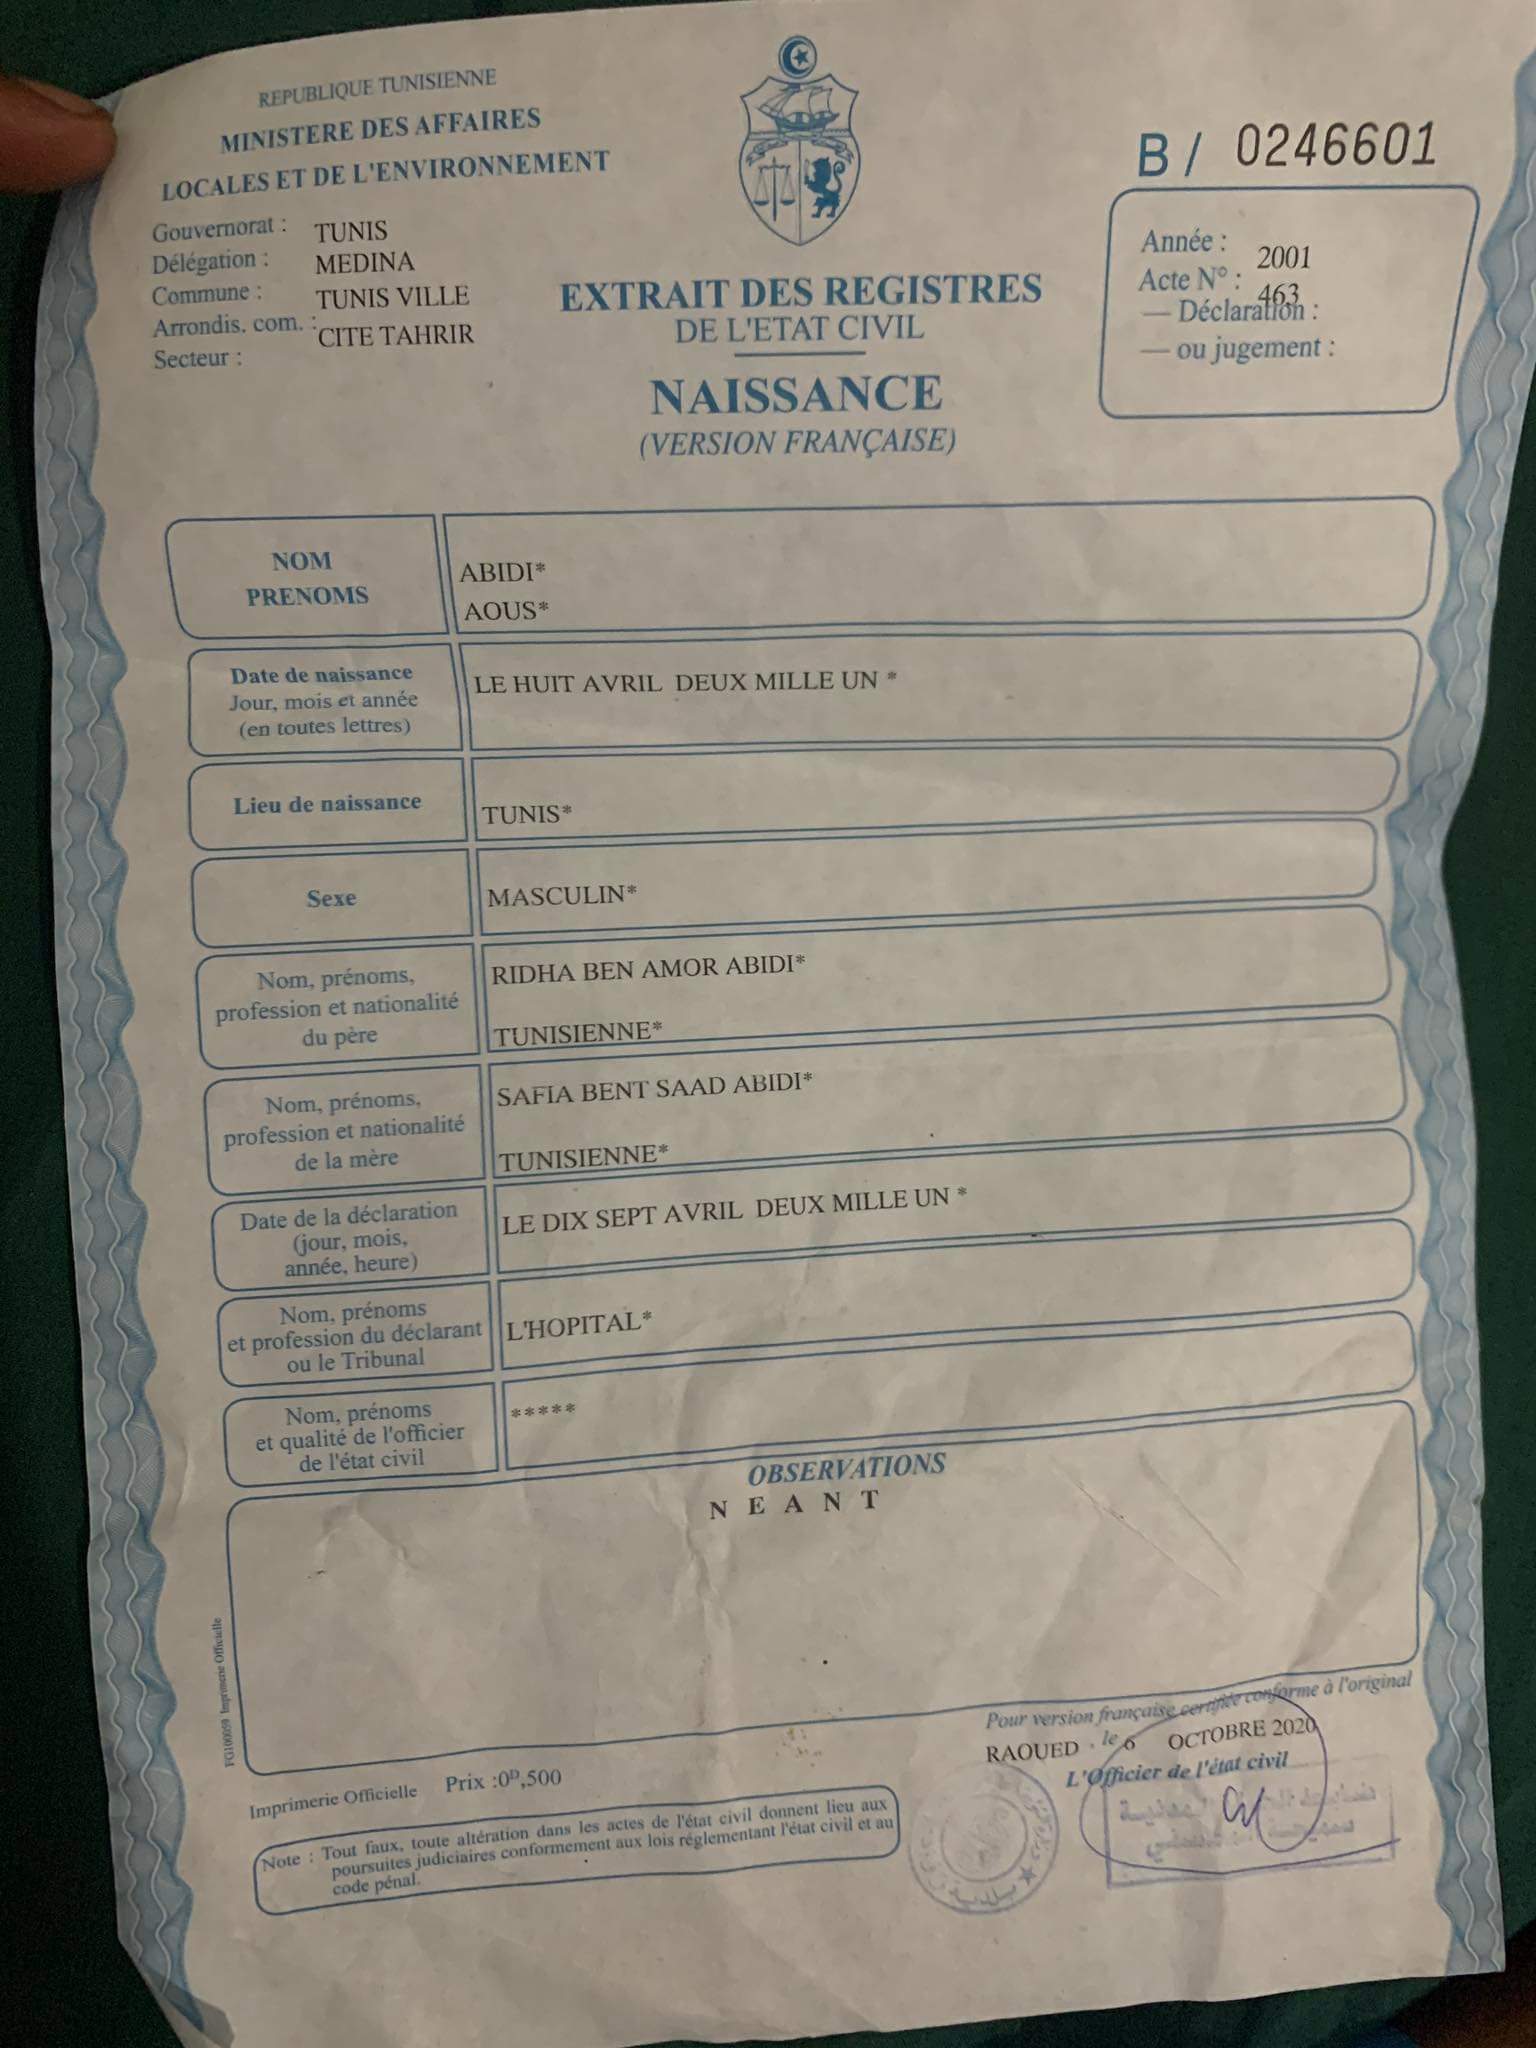 REPUBLIQUE TUNISIENNE
MINISTERE DES AFFAIRES
LOCALES ET DE L'ENVIRONNEMENT
Gouvernorat : TUNIS
Délégation : MEDINA
Commune : TUNIS VILLE
Arrondis. com. : CITE TAHRIR
Secteur :
EXTRAIT DES REGISTRES
DE L'ETAT CIVIL
NAISSANCE
(VERSION FRANÇAISE)
B / 0246601
Année : 2001
Acte N° : 463
— Déclaration :
— ou jugement :
NOM
PRENOMS
ABIDI*
AOUS*
Date de naissance
Jour, mois et année
(en toutes lettres)
LE HUIT AVRIL DEUX MILLE UN *
Lieu de naissance
TUNIS*
Sexe
MASCULIN*
Nom, prénoms,
profession et nationalité
du père
RIDHA BEN AMOR ABIDI*
TUNISIENNE*
Nom, prénoms,
profession et nationalité
de la mère
SAFIA BENT SAAD ABIDI*
TUNISIENNE*
Date de la déclaration
(jour, mois,
année, heure)
LE DIX SEPT AVRIL DEUX MILLE UN *
Nom, prénoms
et profession du déclarant
ou le Tribunal
L'HOPITAL*
Nom, prénoms
et qualité de l'officier
de l'état civil
*****
OBSERVATIONS
N E A N T
FG100059 Imprimerie Officielle
Pour version française certifiée conforme à l'original
RAOUED , le 6 OCTOBRE 2020
L'Officier de l'état civil
Imprimerie Officielle Prix :0ᴰ,500
Note : Tout faux, toute altération dans les actes de l'état civil donnent lieu aux
poursuites judiciaires conformement aux lois réglementant l'état civil et au
code pénal.